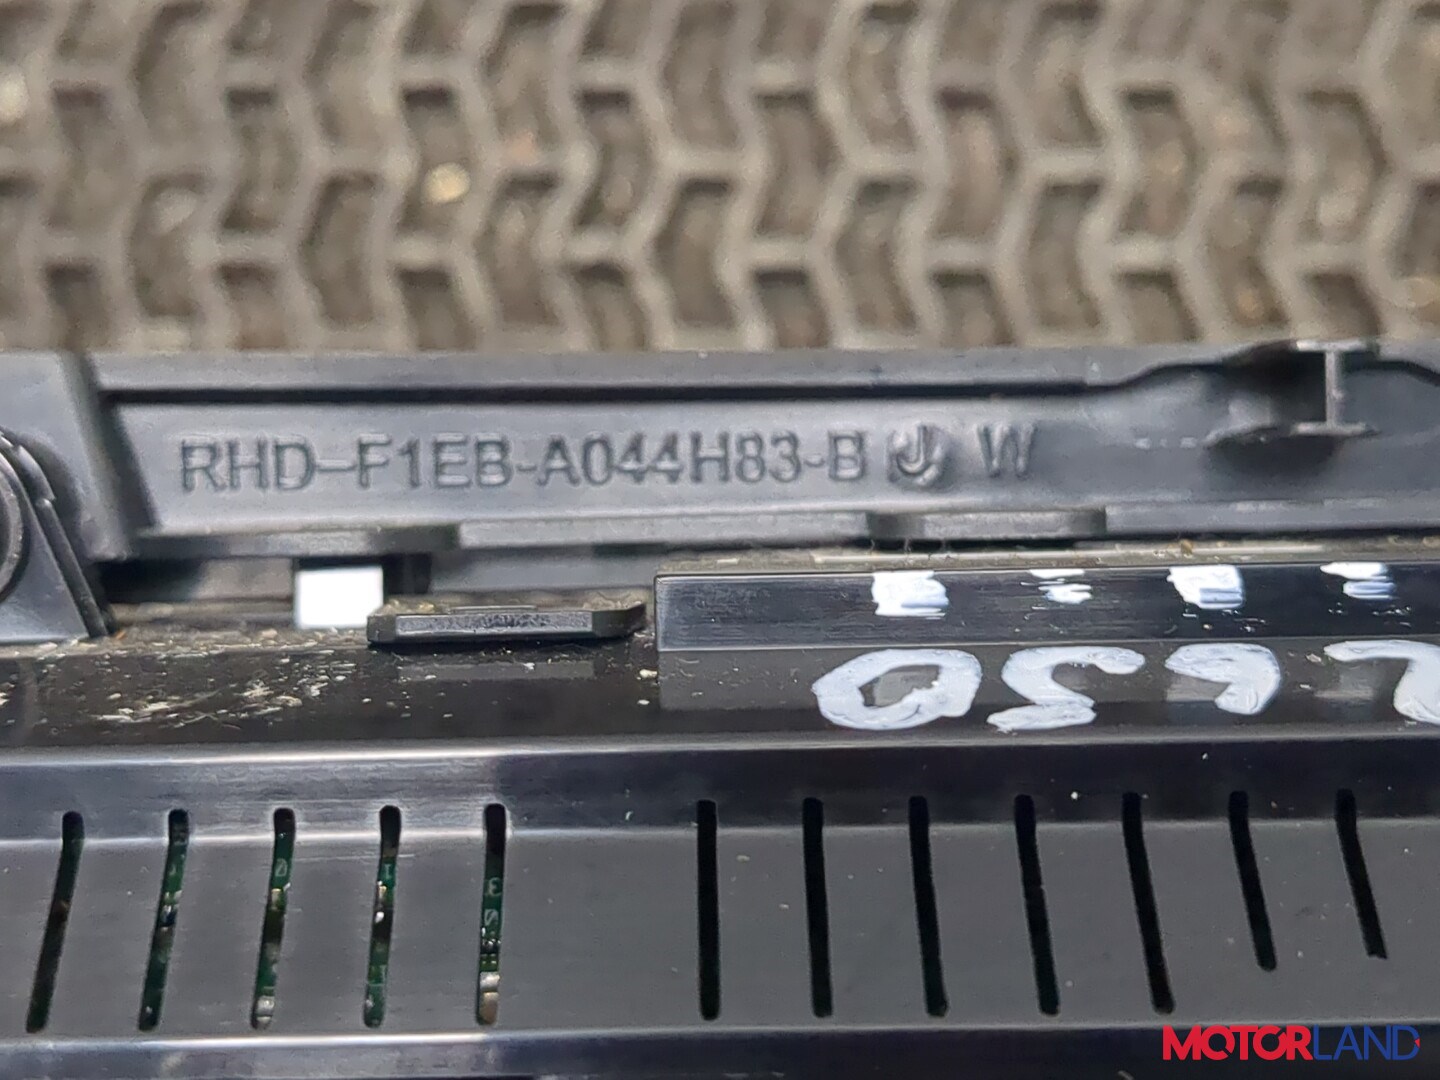 RHD-F1EB-A044H83-B J W
MOTORLAND